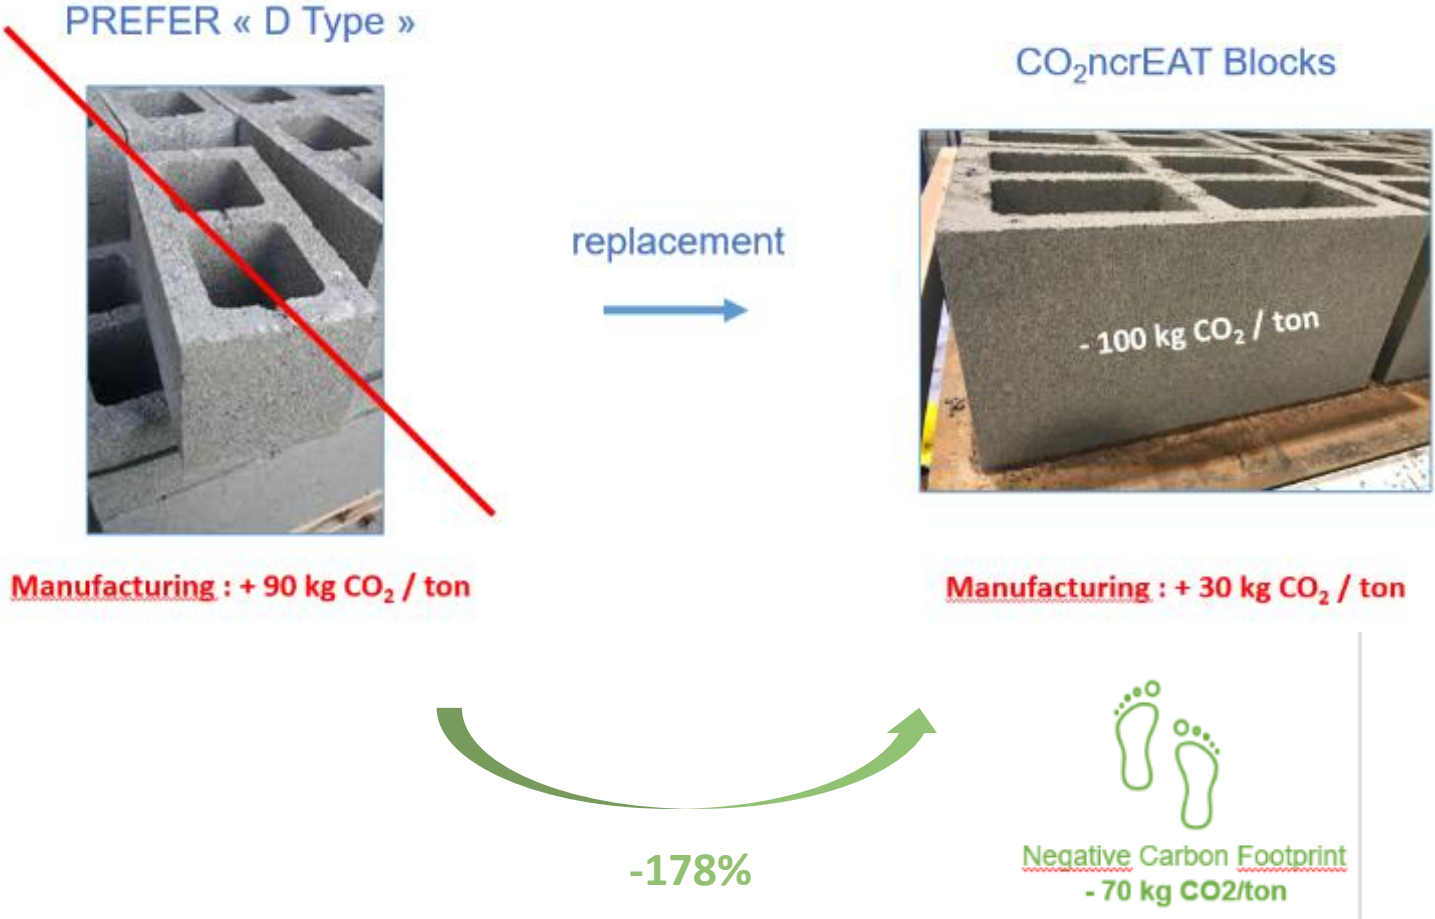 PREFER « D Type »
CO₂ncrEAT Blocks
replacement
- 100 kg CO₂ / ton
Manufacturing : + 90 kg CO₂ / ton
Manufacturing : + 30 kg CO₂ / ton
-178%
Negative Carbon Footprint
- 70 kg CO2/ton